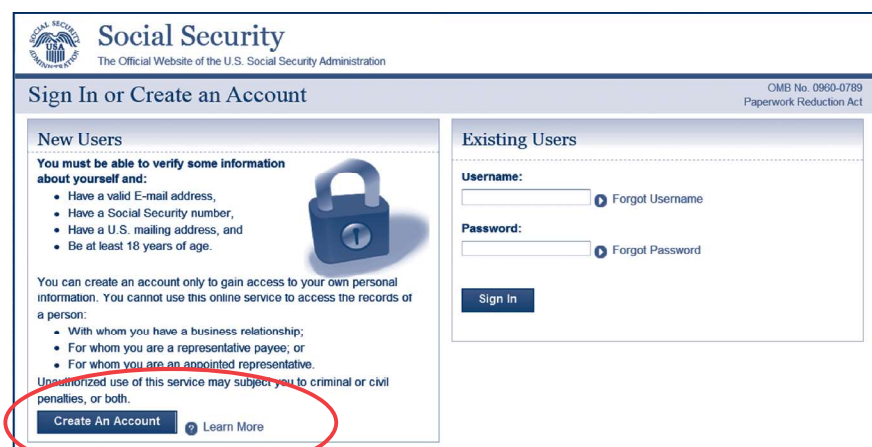 SOCIAL SECURITY
USA
ADMINISTRATION
Social Security
The Official Website of the U.S. Social Security Administration
Sign In or Create an Account
OMB No. 0960-0789
Paperwork Reduction Act
New Users
You must be able to verify some information
about yourself and:
• Have a valid E-mail address,
• Have a Social Security number,
• Have a U.S. mailing address, and
• Be at least 18 years of age.
You can create an account only to gain access to your own personal
information. You cannot use this online service to access the records of
a person:
• With whom you have a business relationship;
• For whom you are a representative payee; or
• For whom you are an appointed representative.
Unauthorized use of this service may subject you to criminal or civil
penalties, or both.
Create An Account
? Learn More
Existing Users
Username:
Forgot Username
Password:
Forgot Password
Sign In